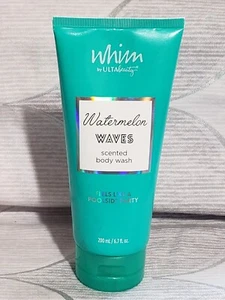 whim
by ULTAbeauty
Watermelon
WAVES
scented
body wash
200 ml / 6.7 fl. oz.